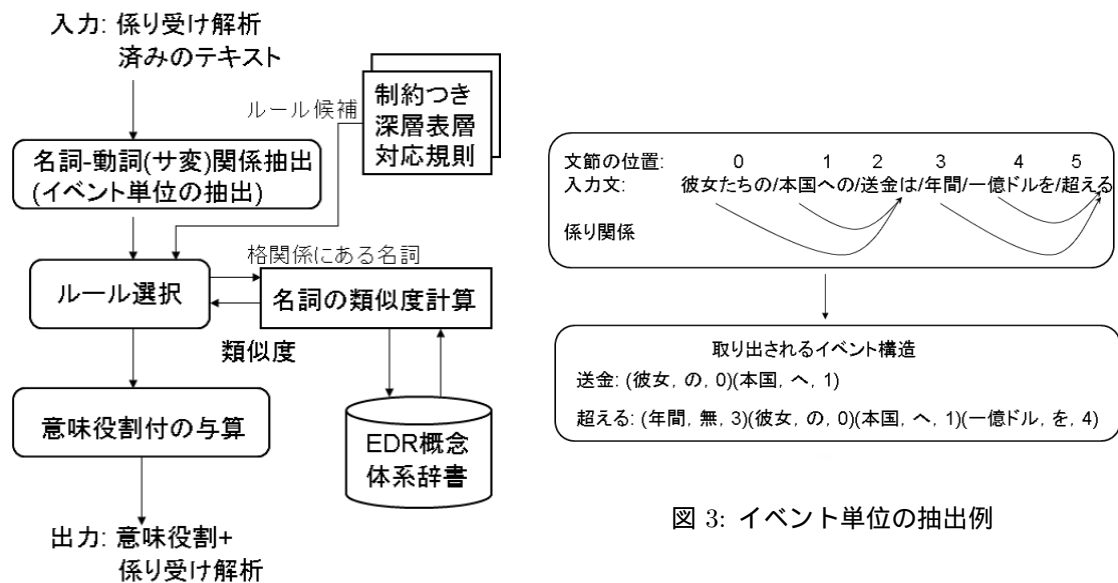 入力: 係り受け解析
済みのテキスト
ルール候補
制約つき
深層表層
対応規則
名詞-動詞(サ変)関係抽出
(イベント単位の抽出)
格関係にある名詞
ルール選択
名詞の類似度計算
類似度
意味役割付の与算
EDR概念
体系辞書
出力: 意味役割+
係り受け解析
文節の位置: 0 1 2 3 4 5
入力文: 彼女たちの/本国への/送金は/年間/一億ドルを/超える
係り関係
取り出されるイベント構造
送金: (彼女, の, 0)(本国, へ, 1)
超える: (年間, 無, 3)(彼女, の, 0)(本国, へ, 1)(一億ドル, を, 4)
図 3: イベント単位の抽出例